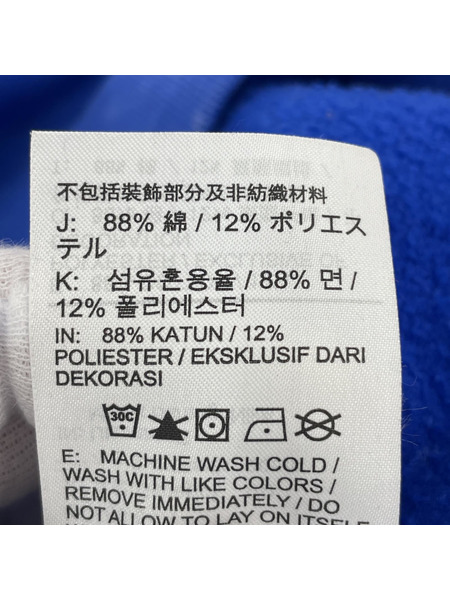 不包括裝飾部分及非紡織材料
J: 88% 綿 / 12% ポリエス
テル
K: 섬유혼용율 / 88% 면 /
12% 폴리에스터
IN: 88% KATUN / 12%
POLIESTER / EKSKLUSIF DARI
DEKORASI
30C
E: MACHINE WASH COLD /
WASH WITH LIKE COLORS /
REMOVE IMMEDIATELY / DO
NOT ALLOW TO LAY ON ITSELF